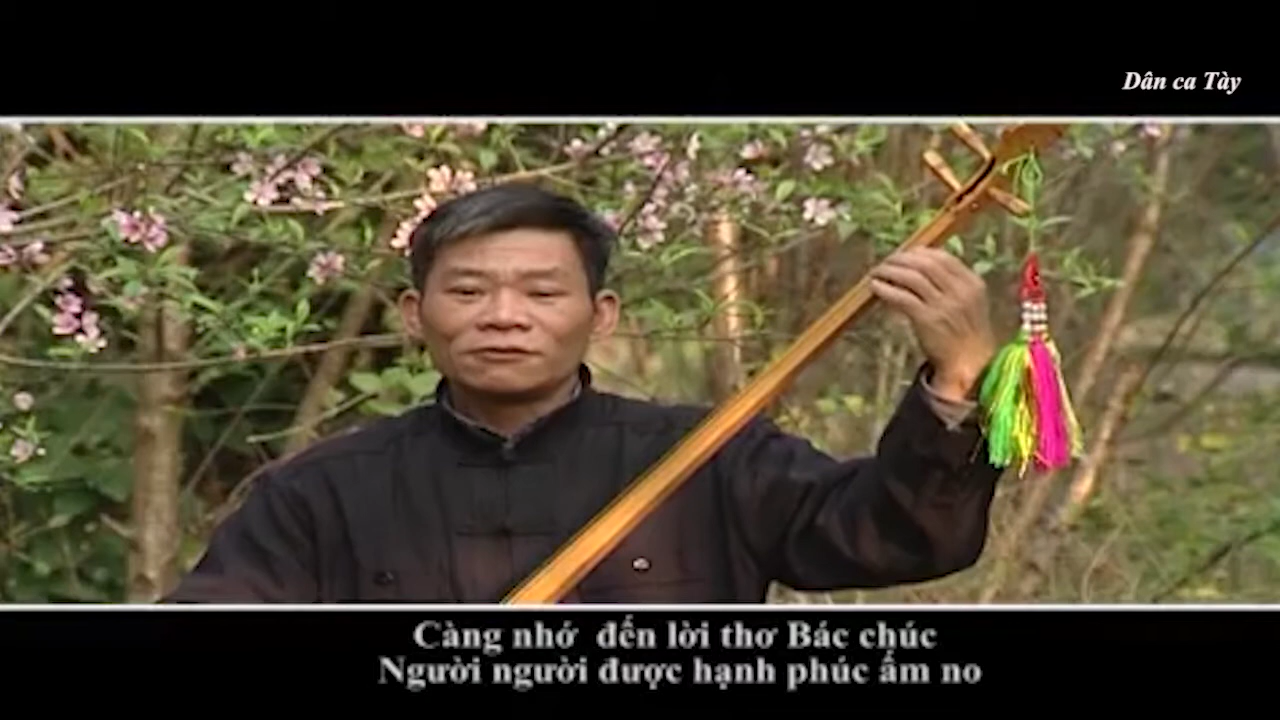 Dân ca Tày
Càng nhớ đến lời thơ Bác chúc
Người người được hạnh phúc ấm no